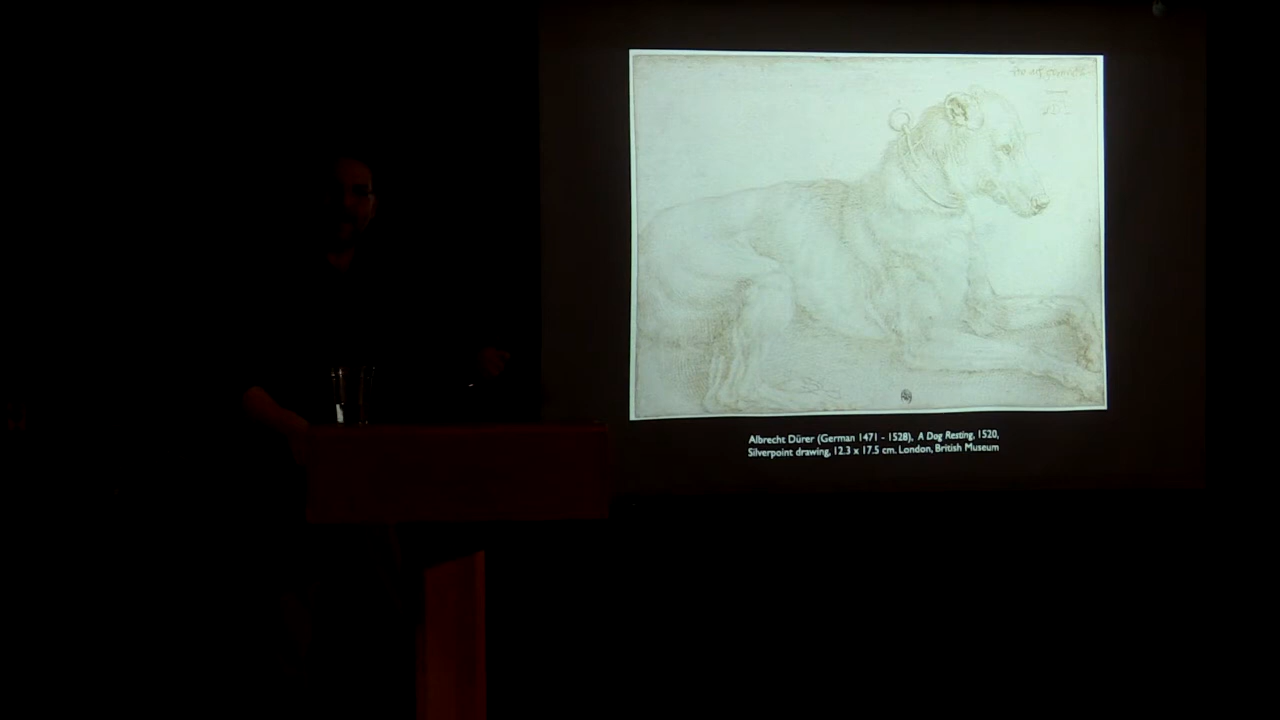 Albrecht Dürer (German 1471 - 1528), A Dog Resting, 1520,
Silverpoint drawing, 12.3 x 17.5 cm. London, British Museum